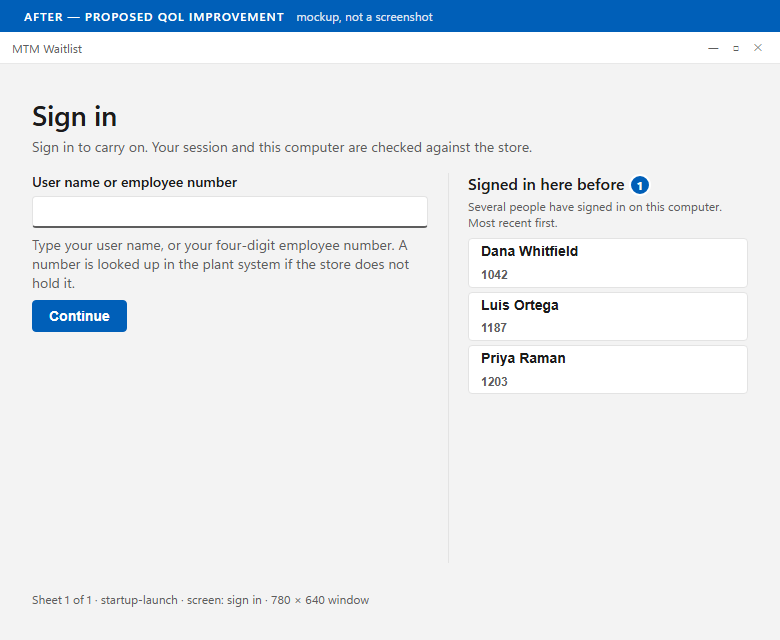 AFTER — PROPOSED QOL IMPROVEMENT mockup, not a screenshot
MTM Waitlist
Sign in
Sign in to carry on. Your session and this computer are checked against the store.
User name or employee number
Type your user name, or your four-digit employee number. A
number is looked up in the plant system if the store does not
hold it.
Continue
Signed in here before 1
Several people have signed in on this computer.
Most recent first.
Dana Whitfield
1042
Luis Ortega
1187
Priya Raman
1203
Sheet 1 of 1 · startup-launch · screen: sign in · 780 × 640 window